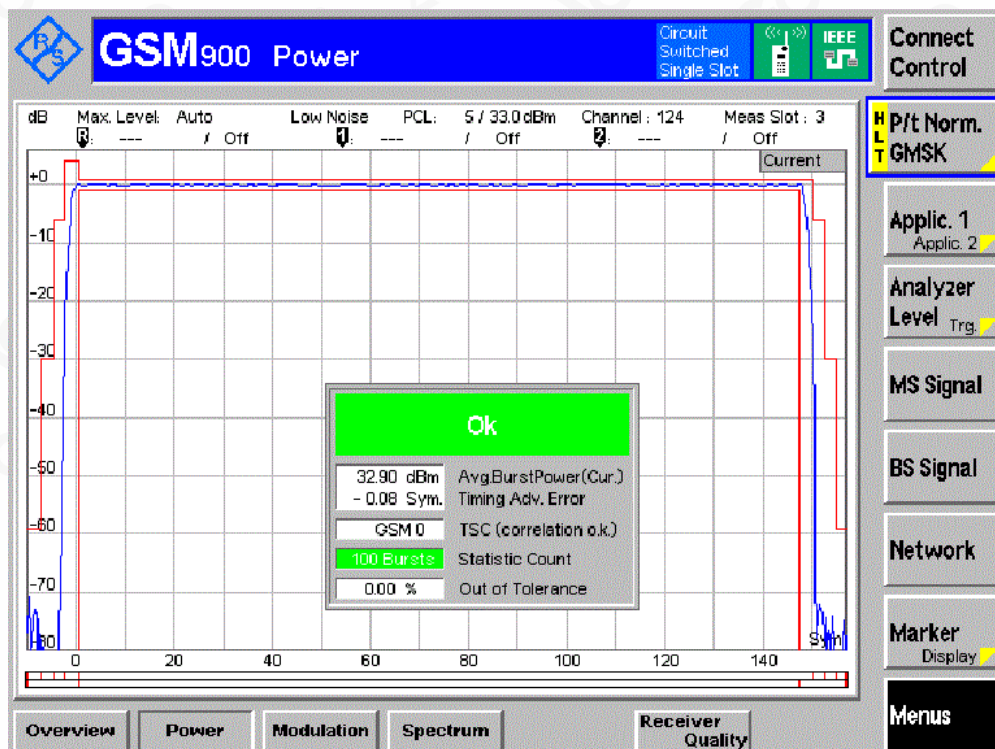 R/S
GSM900 Power
Circuit Switched Single Slot
IEEE
Connect Control
dB Max. Level: Auto Low Noise PCL: 5 / 33.0 dBm Channel : 124 Meas Slot : 3
R: --- / Off 1: --- / Off 2: --- / Off
HLT
P/t Norm. GMSK
Current
+0
-10
-20
-30
-40
-50
-60
-70
-80
Applic. 1
Applic. 2
Analyzer Level Trg.
MS Signal
BS Signal
Network
Marker
Display
Menus
Ok
32.90 dBm Avg.BurstPower(Cur.)
- 0.08 Sym. Timing Adv. Error
GSM 0 TSC (correlation o.k.)
100 Bursts Statistic Count
0.00 % Out of Tolerance
Sym
0 20 40 60 80 100 120 140
Overview Power Modulation Spectrum Receiver Quality